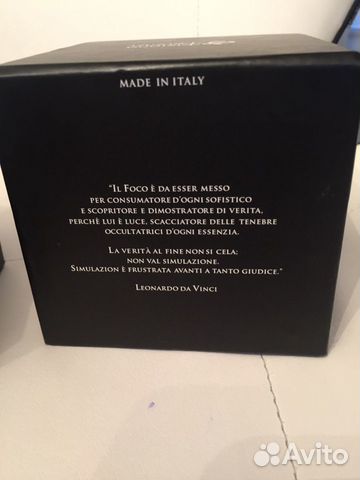 MADE IN ITALY
"IL FOCO È DA ESSER MESSO
PER CONSUMATORE D'OGNI SOFISTICO
E SCOPRITORE E DIMOSTRATORE DI VERITA,
PERCHÈ LUI È LUCE, SCACCIATORE DELLE TENEBRE
OCCULTATRICI D'OGNI ESSENZIA.
LA VERITÀ AL FINE NON SI CELA;
NON VAL SIMULAZIONE.
SIMULAZION È FRUSTRATA AVANTI A TANTO GIUDICE."
LEONARDO DA VINCI
Avito